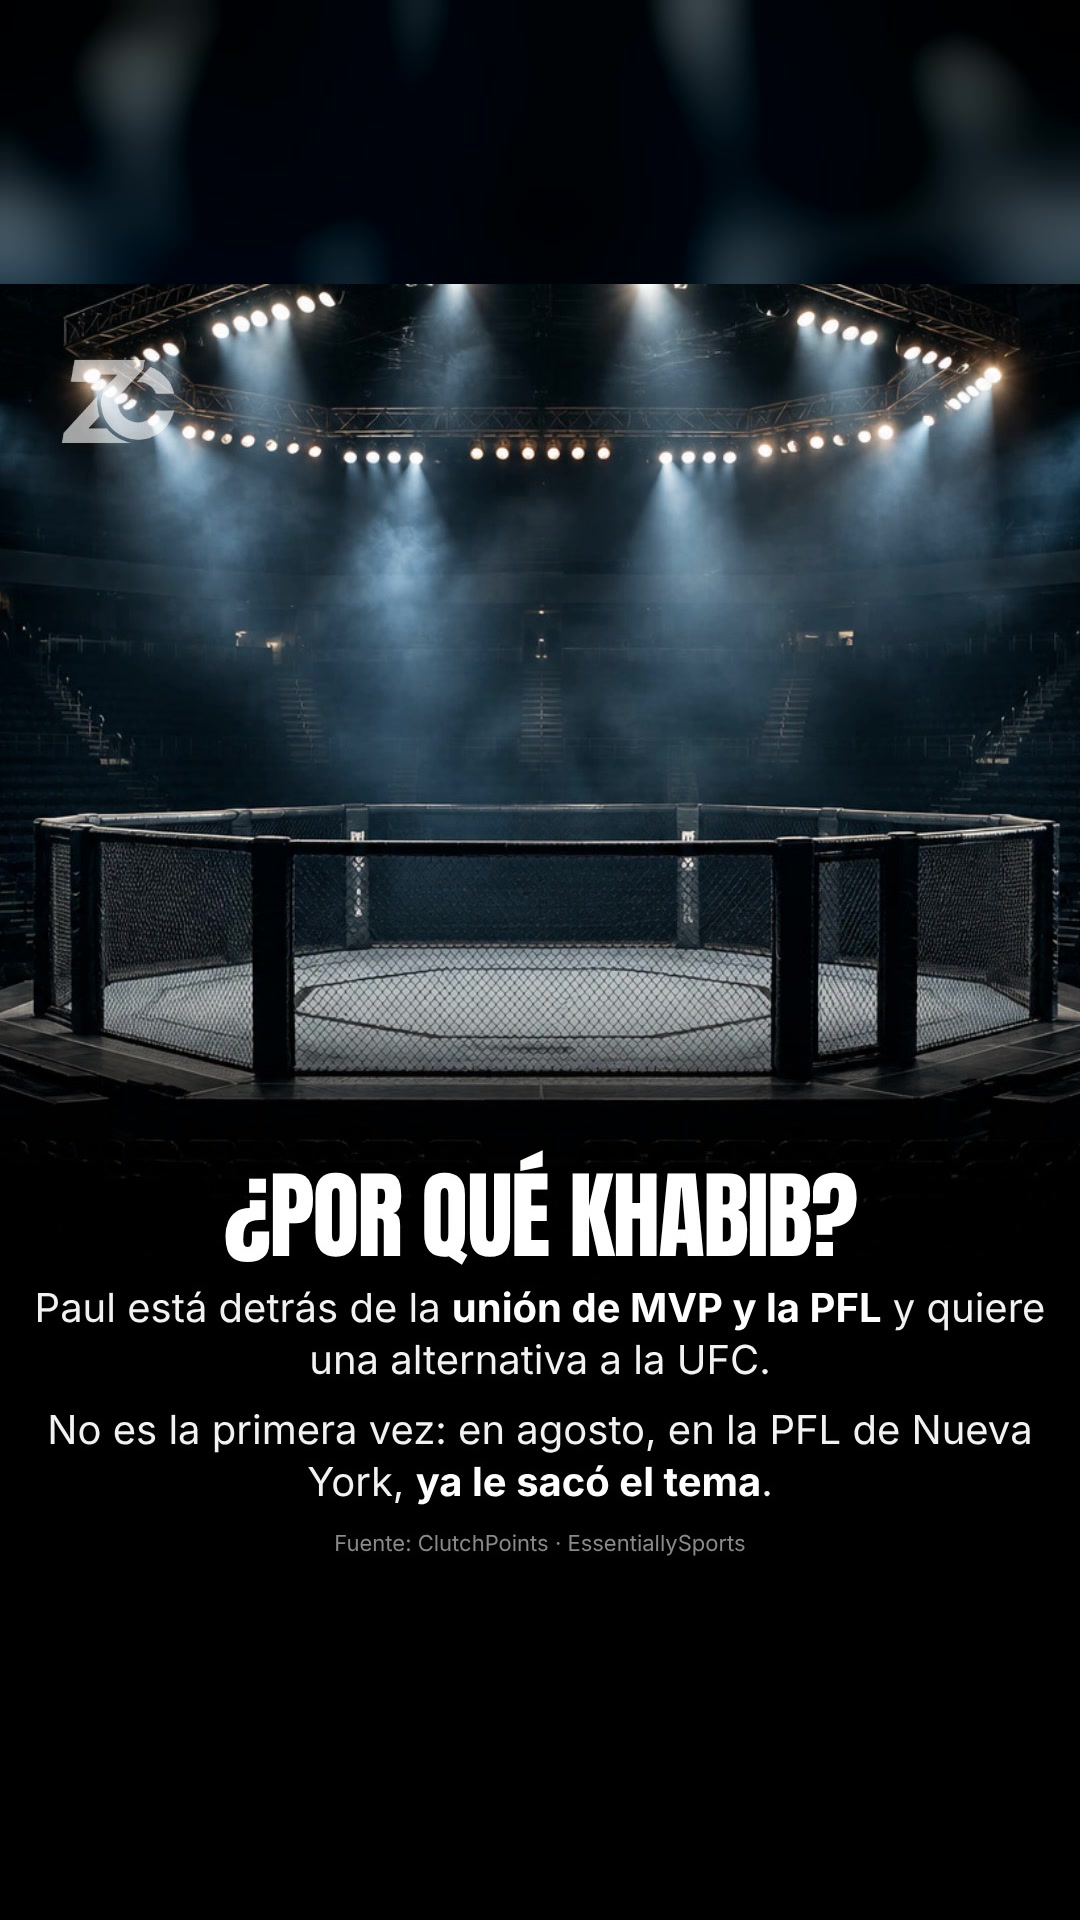 ZC
¿POR QUÉ KHABIB?
Paul está detrás de la unión de MVP y la PFL y quiere
una alternativa a la UFC.
No es la primera vez: en agosto, en la PFL de Nueva
York, ya le sacó el tema.
Fuente: ClutchPoints · EssentiallySports